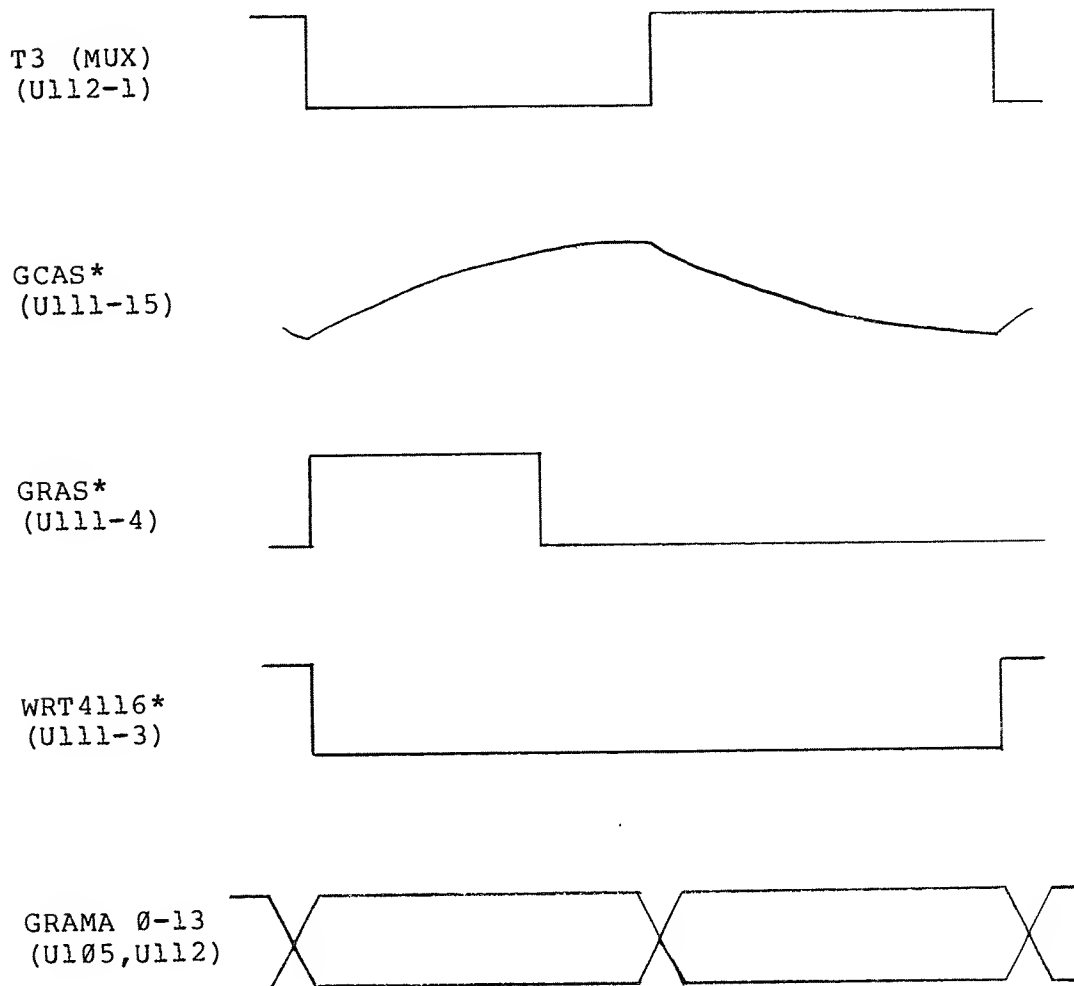 T3 (MUX)
(U112-1)
GCAS*
(U111-15)
GRAS*
(U111-4)
WRT4116*
(U111-3)
GRAMA Ø-13
(U1Ø5,U112)